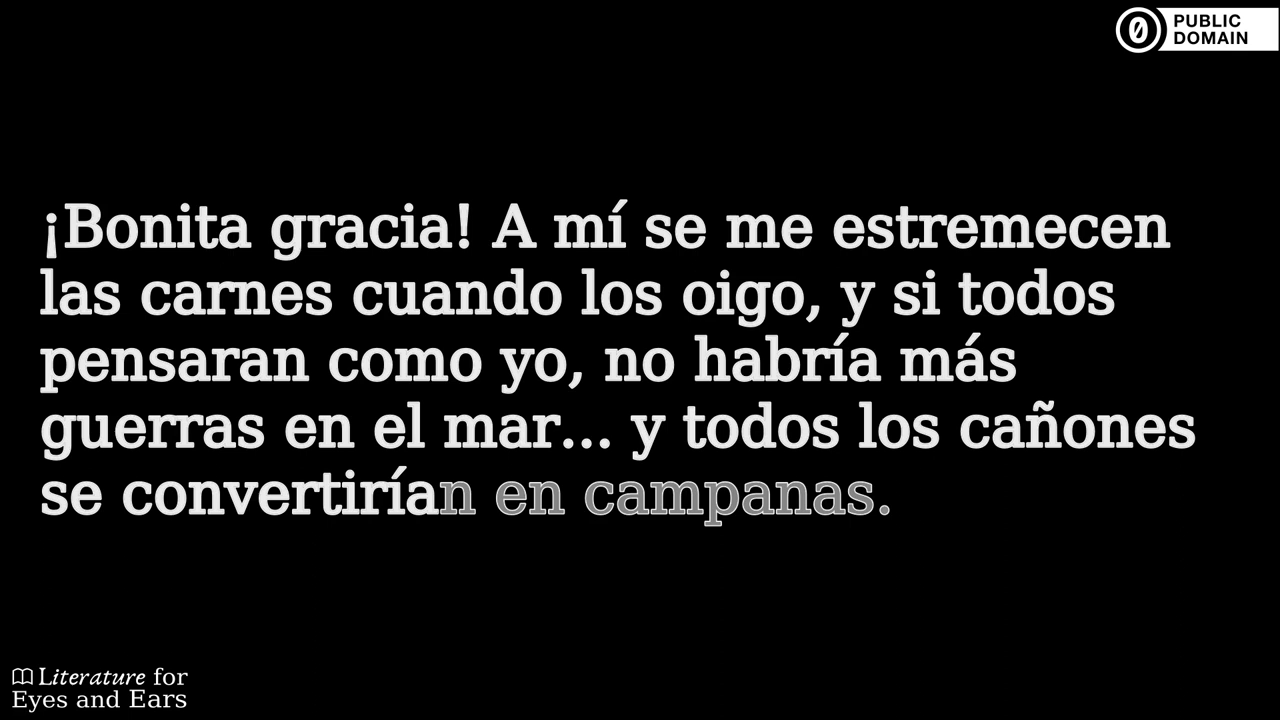 PUBLIC
DOMAIN
¡Bonita gracia! A mí se me estremecen
las carnes cuando los oigo, y si todos
pensaran como yo, no habría más
guerras en el mar... y todos los cañones
se convertirían en campanas.
Literature for
Eyes and Ears